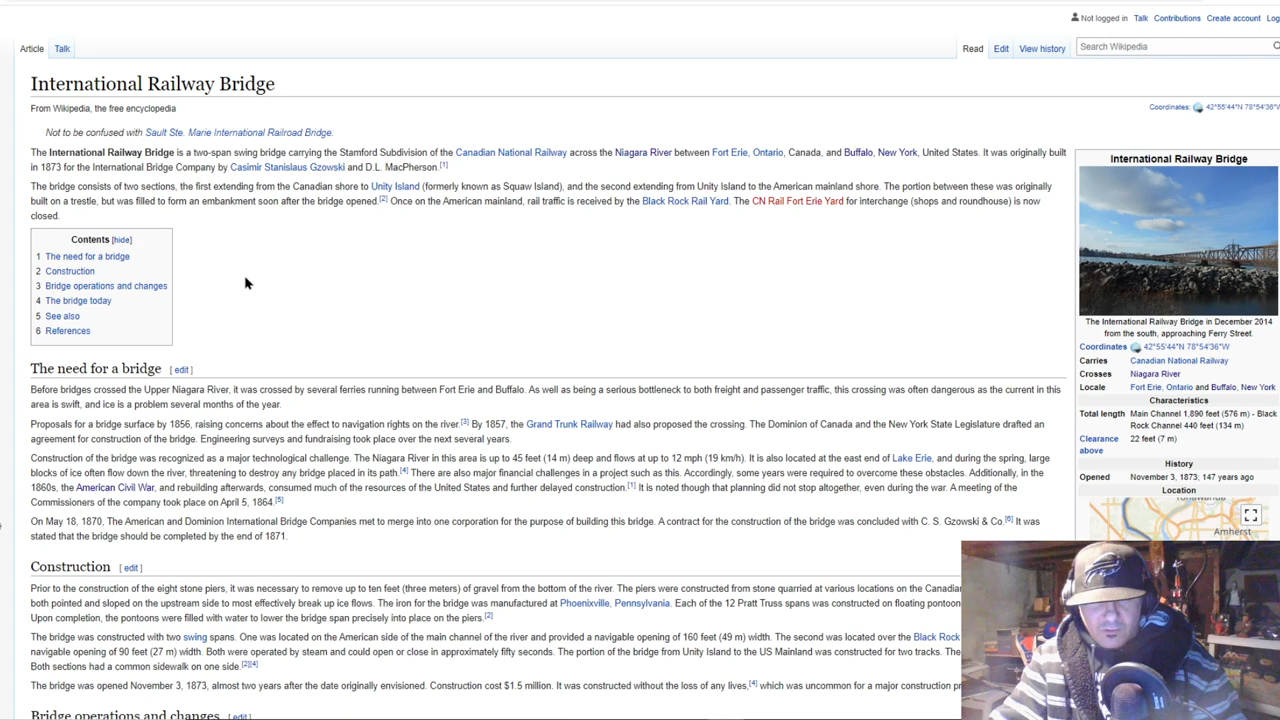 Not logged in Talk Contributions Create account Log
Article Talk Read Edit View history Search Wikipedia
International Railway Bridge
From Wikipedia, the free encyclopedia
Coordinates: 42°55′44″N 78°54′36″W
Not to be confused with Sault Ste. Marie International Railroad Bridge.
The International Railway Bridge is a two-span swing bridge carrying the Stamford Subdivision of the Canadian National Railway across the Niagara River between Fort Erie, Ontario, Canada, and Buffalo, New York, United States. It was originally built
in 1873 for the International Bridge Company by Casimir Stanislaus Gzowski and D.L. MacPherson.[1]
The bridge consists of two sections, the first extending from the Canadian shore to Unity Island (formerly known as Squaw Island), and the second extending from Unity Island to the American mainland shore. The portion between these was originally
built on a trestle, but was filled to form an embankment soon after the bridge opened.[2] Once on the American mainland, rail traffic is received by the Black Rock Rail Yard. The CN Rail Fort Erie Yard for interchange (shops and roundhouse) is now
closed.
Contents [hide]
1 The need for a bridge
2 Construction
3 Bridge operations and changes
4 The bridge today
5 See also
6 References
The need for a bridge [ edit ]
Before bridges crossed the Upper Niagara River, it was crossed by several ferries running between Fort Erie and Buffalo. As well as being a serious bottleneck to both freight and passenger traffic, this crossing was often dangerous as the current in this
area is swift, and ice is a problem several months of the year.
Proposals for a bridge surface by 1856, raising concerns about the effect to navigation rights on the river.[3] By 1857, the Grand Trunk Railway had also proposed the crossing. The Dominion of Canada and the New York State Legislature drafted an
agreement for construction of the bridge. Engineering surveys and fundraising took place over the next several years.
Construction of the bridge was recognized as a major technological challenge. The Niagara River in this area is up to 45 feet (14 m) deep and flows at up to 12 mph (19 km/h). It is also located at the east end of Lake Erie, and during the spring, large
blocks of ice often flow down the river, threatening to destroy any bridge placed in its path.[4] There are also major financial challenges in a project such as this. Accordingly, some years were required to overcome these obstacles. Additionally, in the
1860s, the American Civil War, and rebuilding afterwards, consumed much of the resources of the United States and further delayed construction.[1] It is noted though that planning did not stop altogether, even during the war. A meeting of the
Commissioners of the company took place on April 5, 1864.[5]
On May 18, 1870, The American and Dominion International Bridge Companies met to merge into one corporation for the purpose of building this bridge. A contract for the construction of the bridge was concluded with C. S. Gzowski & Co.[6] It was
stated that the bridge should be completed by the end of 1871.
Construction [ edit ]
Prior to the construction of the eight stone piers, it was necessary to remove up to ten feet (three meters) of gravel from the bottom of the river. The piers were constructed from stone quarried at various locations on the Canadian
both pointed and sloped on the upstream side to most effectively break up ice flows. The iron for the bridge was manufactured at Phoenixville, Pennsylvania. Each of the 12 Pratt Truss spans was constructed on floating pontoon
Upon completion, the pontoons were filled with water to lower the bridge span precisely into place on the piers.[2]
The bridge was constructed with two swing spans. One was located on the American side of the main channel of the river and provided a navigable opening of 160 feet (49 m) width. The second was located over the Black Rock
navigable opening of 90 feet (27 m) width. Both were operated by steam and could open or close in approximately fifty seconds. The portion of the bridge from Unity Island to the US Mainland was constructed for two tracks. The
Both sections had a common sidewalk on one side.[2][4]
The bridge was opened November 3, 1873, almost two years after the date originally envisioned. Construction cost $1.5 million. It was constructed without the loss of any lives,[4] which was uncommon for a major construction p
Bridge operations and changes [ edit ]
International Railway Bridge
The International Railway Bridge in December 2014
from the south, approaching Ferry Street.
Coordinates 42°55′44″N 78°54′36″W
Carries Canadian National Railway
Crosses Niagara River
Locale Fort Erie, Ontario and Buffalo, New York
Characteristics
Total length Main Channel 1,890 feet (576 m) - Black
Rock Channel 440 feet (134 m)
Clearance 22 feet (7 m)
above
History
Opened November 3, 1873; 147 years ago
Location
Tonawanda
Amherst